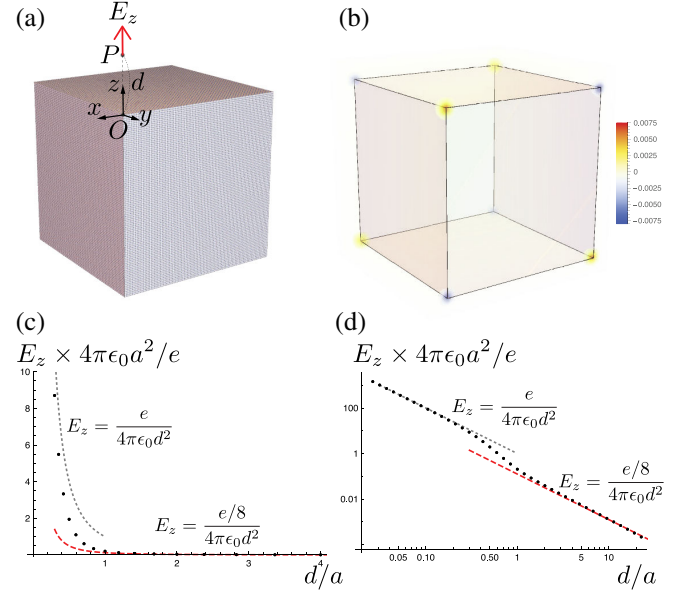 (a)
E_z
P
z d
x y
O
(b)
0.0075
0.0050
0.0025
0
−0.0025
−0.0050
−0.0075
(c)
E_z × 4πϵ_0a^2/e
10
8
6
4
2
1 2 3 4
E_z = e/4πϵ_0d^2
E_z = e/8/4πϵ_0d^2
d/a
(d)
E_z × 4πϵ_0a^2/e
100
1
0.01
0.05 0.10 0.50 1 5 10
E_z = e/4πϵ_0d^2
E_z = e/8/4πϵ_0d^2
d/a